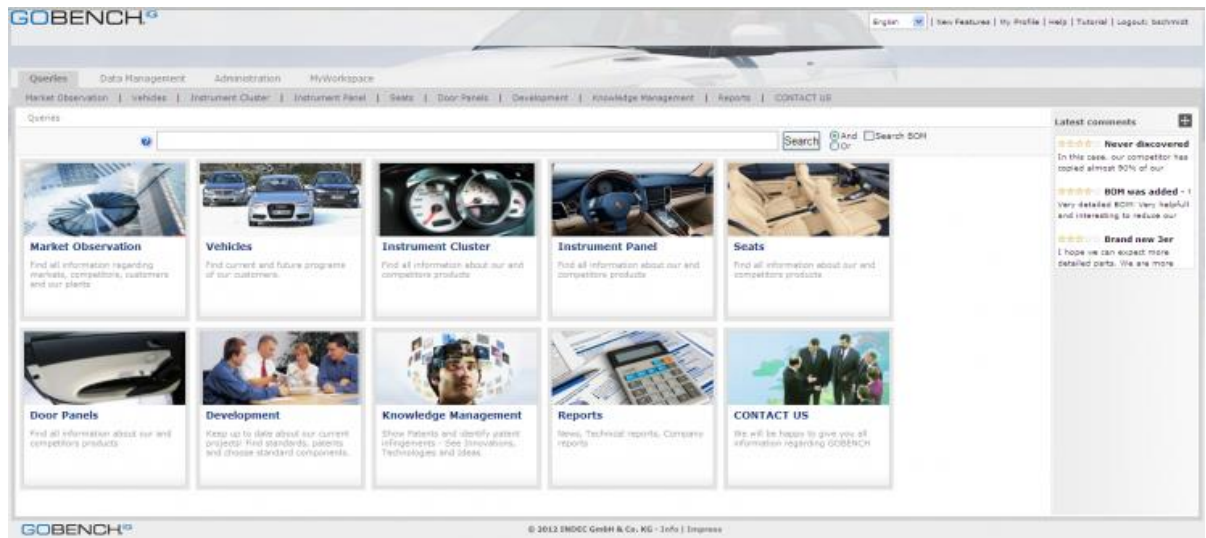 GOBENCH IQ
English | New Features | My Profile | Help | Tutorial | Logout:
Queries Data Management Administration MyWorkspace
Market Observation | Vehicles | Instrument Cluster | Instrument Panel | Seats | Door Panels | Development | Knowledge Management | Reports | CONTACT US
Queries
Search And Or Search BOM
Market Observation
Find all information regarding
markets, competitors, customers
and our plants
Vehicles
Find current and future programs
of our customers.
Instrument Cluster
Find all information about our and
competitors products
Instrument Panel
Find all information about our and
competitors products
Seats
Find all information about our and
competitors products
Door Panels
Find all information about our and
competitors products
Development
Keep up to date about our current
projects! Find standards, patents
and choose standard components.
Knowledge Management
Show Patents and identify patent
infringements - See Innovations,
Technologies and Ideas.
Reports
News, Technical reports, Company
reports
CONTACT US
We will be happy to give you all
information regarding GOBENCH
Latest comments
Never discovered
In this case, our competitor has
copied almost 90% of our
BOM was added -
Very detailed BOM! Very helpfull
and interesting to reduce our
Brand new 3er
I hope we can expect more
detailed parts. We are more
GOBENCH IQ
© 2012 INDEC GmbH & Co. KG - Info | Impress